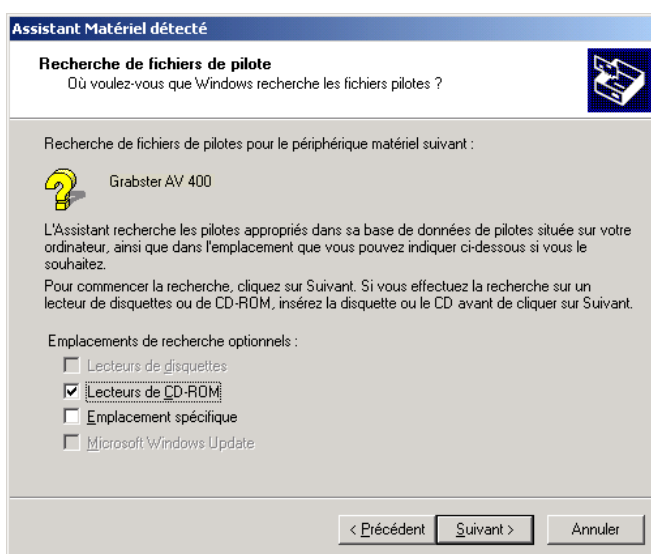 Assistant Matériel détecté
Recherche de fichiers de pilote
Où voulez-vous que Windows recherche les fichiers pilotes ?
Recherche de fichiers de pilotes pour le périphérique matériel suivant :
Grabster AV 400
L'Assistant recherche les pilotes appropriés dans sa base de données de pilotes située sur votre
ordinateur, ainsi que dans l'emplacement que vous pouvez indiquer ci-dessous si vous le
souhaitez.
Pour commencer la recherche, cliquez sur Suivant. Si vous effectuez la recherche sur un
lecteur de disquettes ou de CD-ROM, insérez la disquette ou le CD avant de cliquer sur Suivant.
Emplacements de recherche optionnels :
Lecteurs de disquettes
Lecteurs de CD-ROM
Emplacement spécifique
Microsoft Windows Update
< Précédent Suivant > Annuler